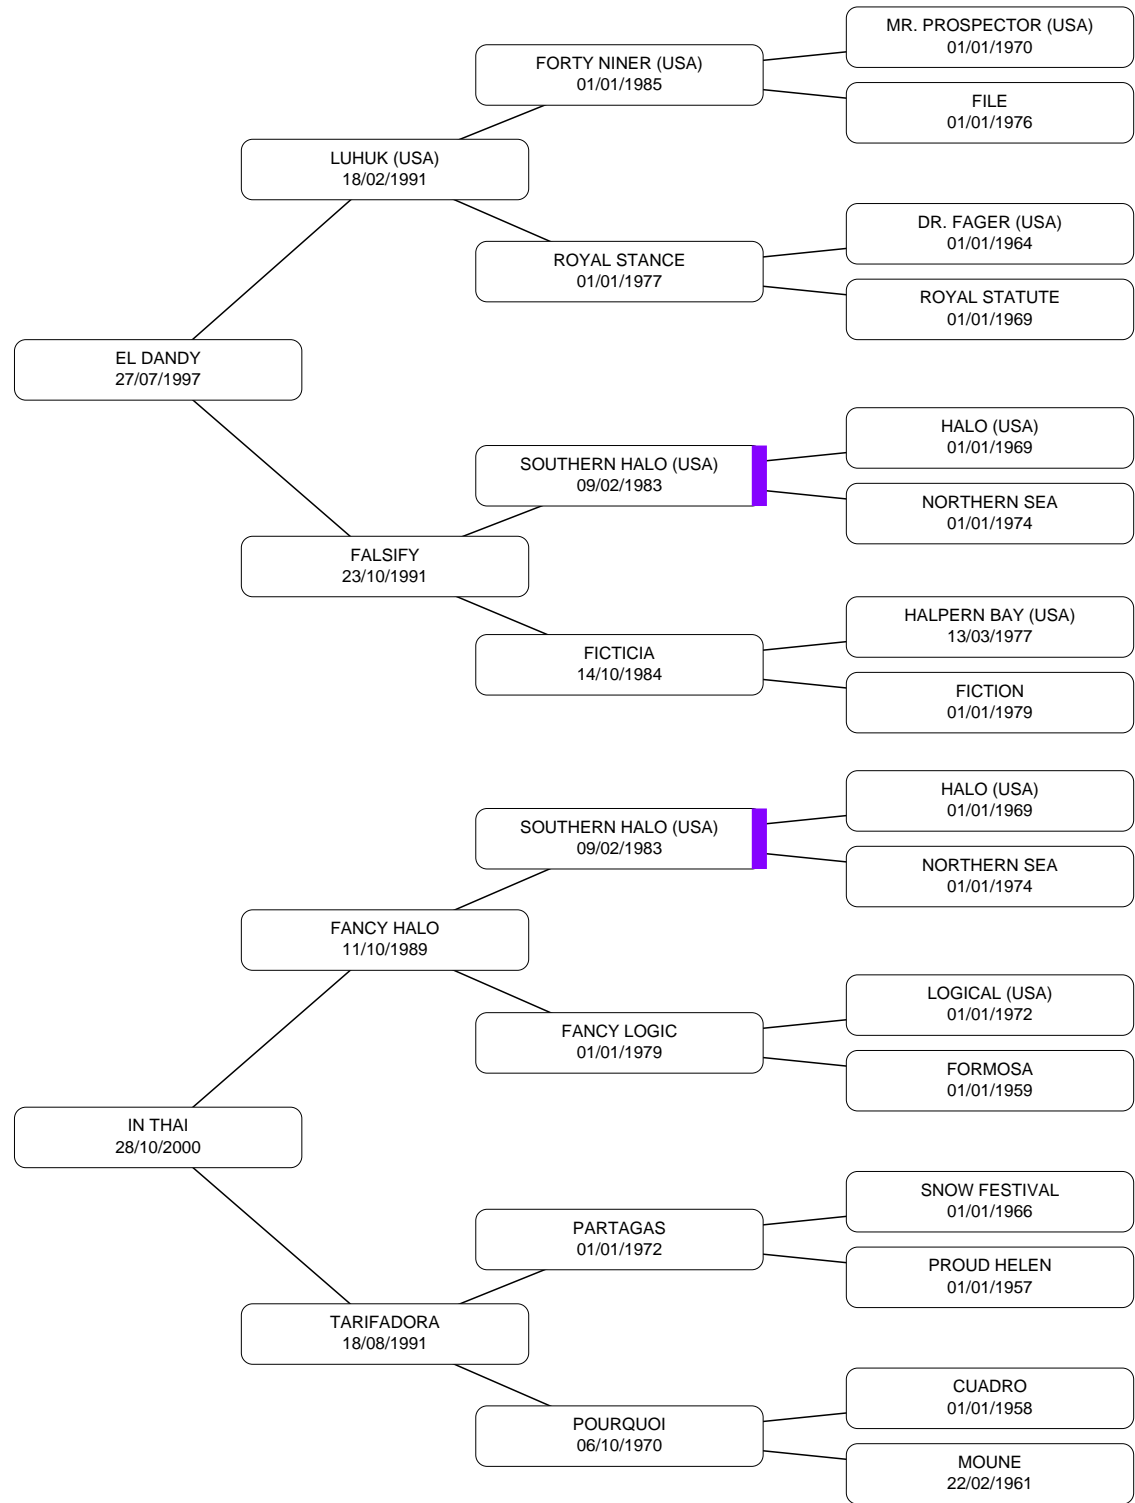 MR. PROSPECTOR (USA)
01/01/1970
FORTY NINER (USA)
01/01/1985
FILE
01/01/1976
LUHUK (USA)
18/02/1991
DR. FAGER (USA)
01/01/1964
ROYAL STANCE
01/01/1977
ROYAL STATUTE
01/01/1969
EL DANDY
27/07/1997
HALO (USA)
01/01/1969
SOUTHERN HALO (USA)
09/02/1983
NORTHERN SEA
01/01/1974
FALSIFY
23/10/1991
HALPERN BAY (USA)
13/03/1977
FICTICIA
14/10/1984
FICTION
01/01/1979
HALO (USA)
01/01/1969
SOUTHERN HALO (USA)
09/02/1983
NORTHERN SEA
01/01/1974
FANCY HALO
11/10/1989
LOGICAL (USA)
01/01/1972
FANCY LOGIC
01/01/1979
FORMOSA
01/01/1959
IN THAI
28/10/2000
SNOW FESTIVAL
01/01/1966
PARTAGAS
01/01/1972
PROUD HELEN
01/01/1957
TARIFADORA
18/08/1991
CUADRO
01/01/1958
POURQUOI
06/10/1970
MOUNE
22/02/1961